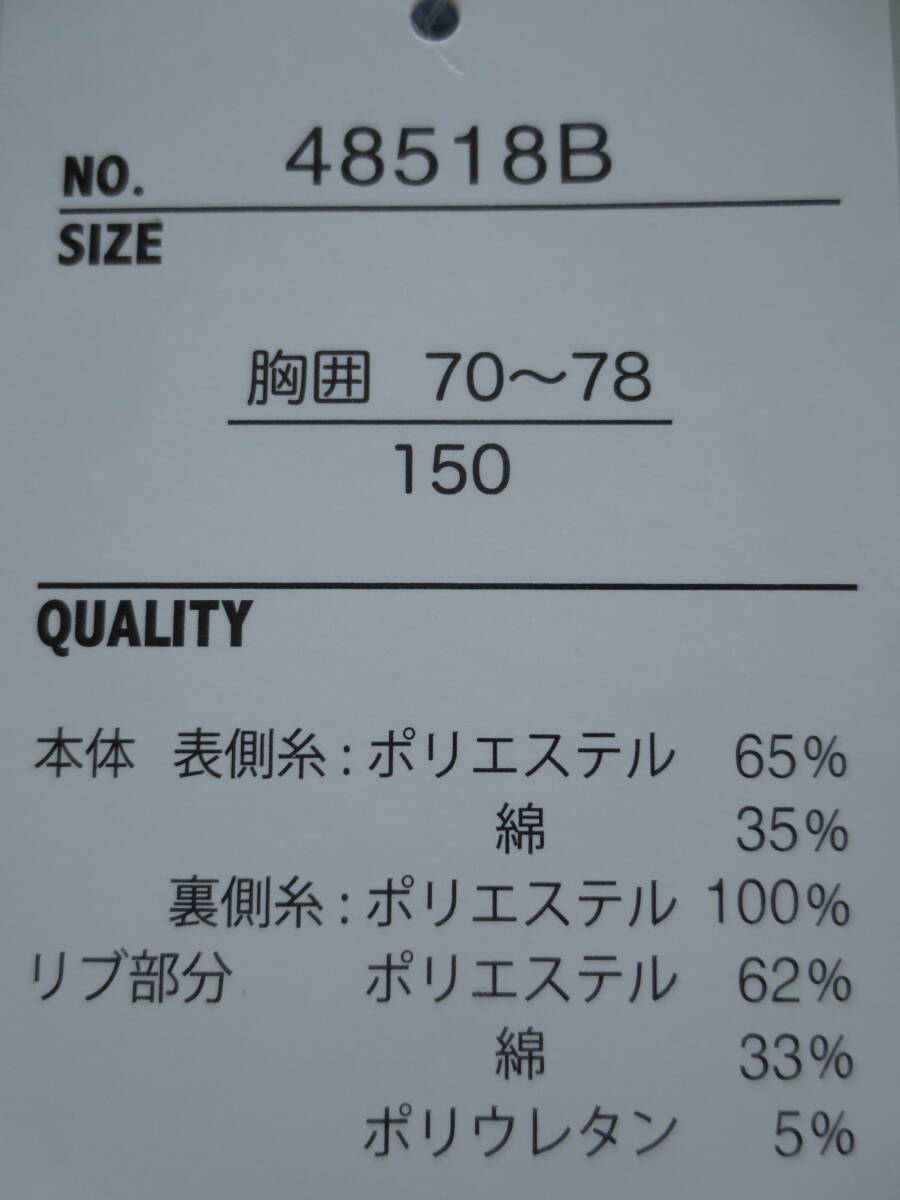 NO. 48518B
SIZE
胸囲 70～78
150
QUALITY
本体 表側糸：ポリエステル 65%
綿 35%
裏側糸：ポリエステル 100%
リブ部分 ポリエステル 62%
綿 33%
ポリウレタン 5%